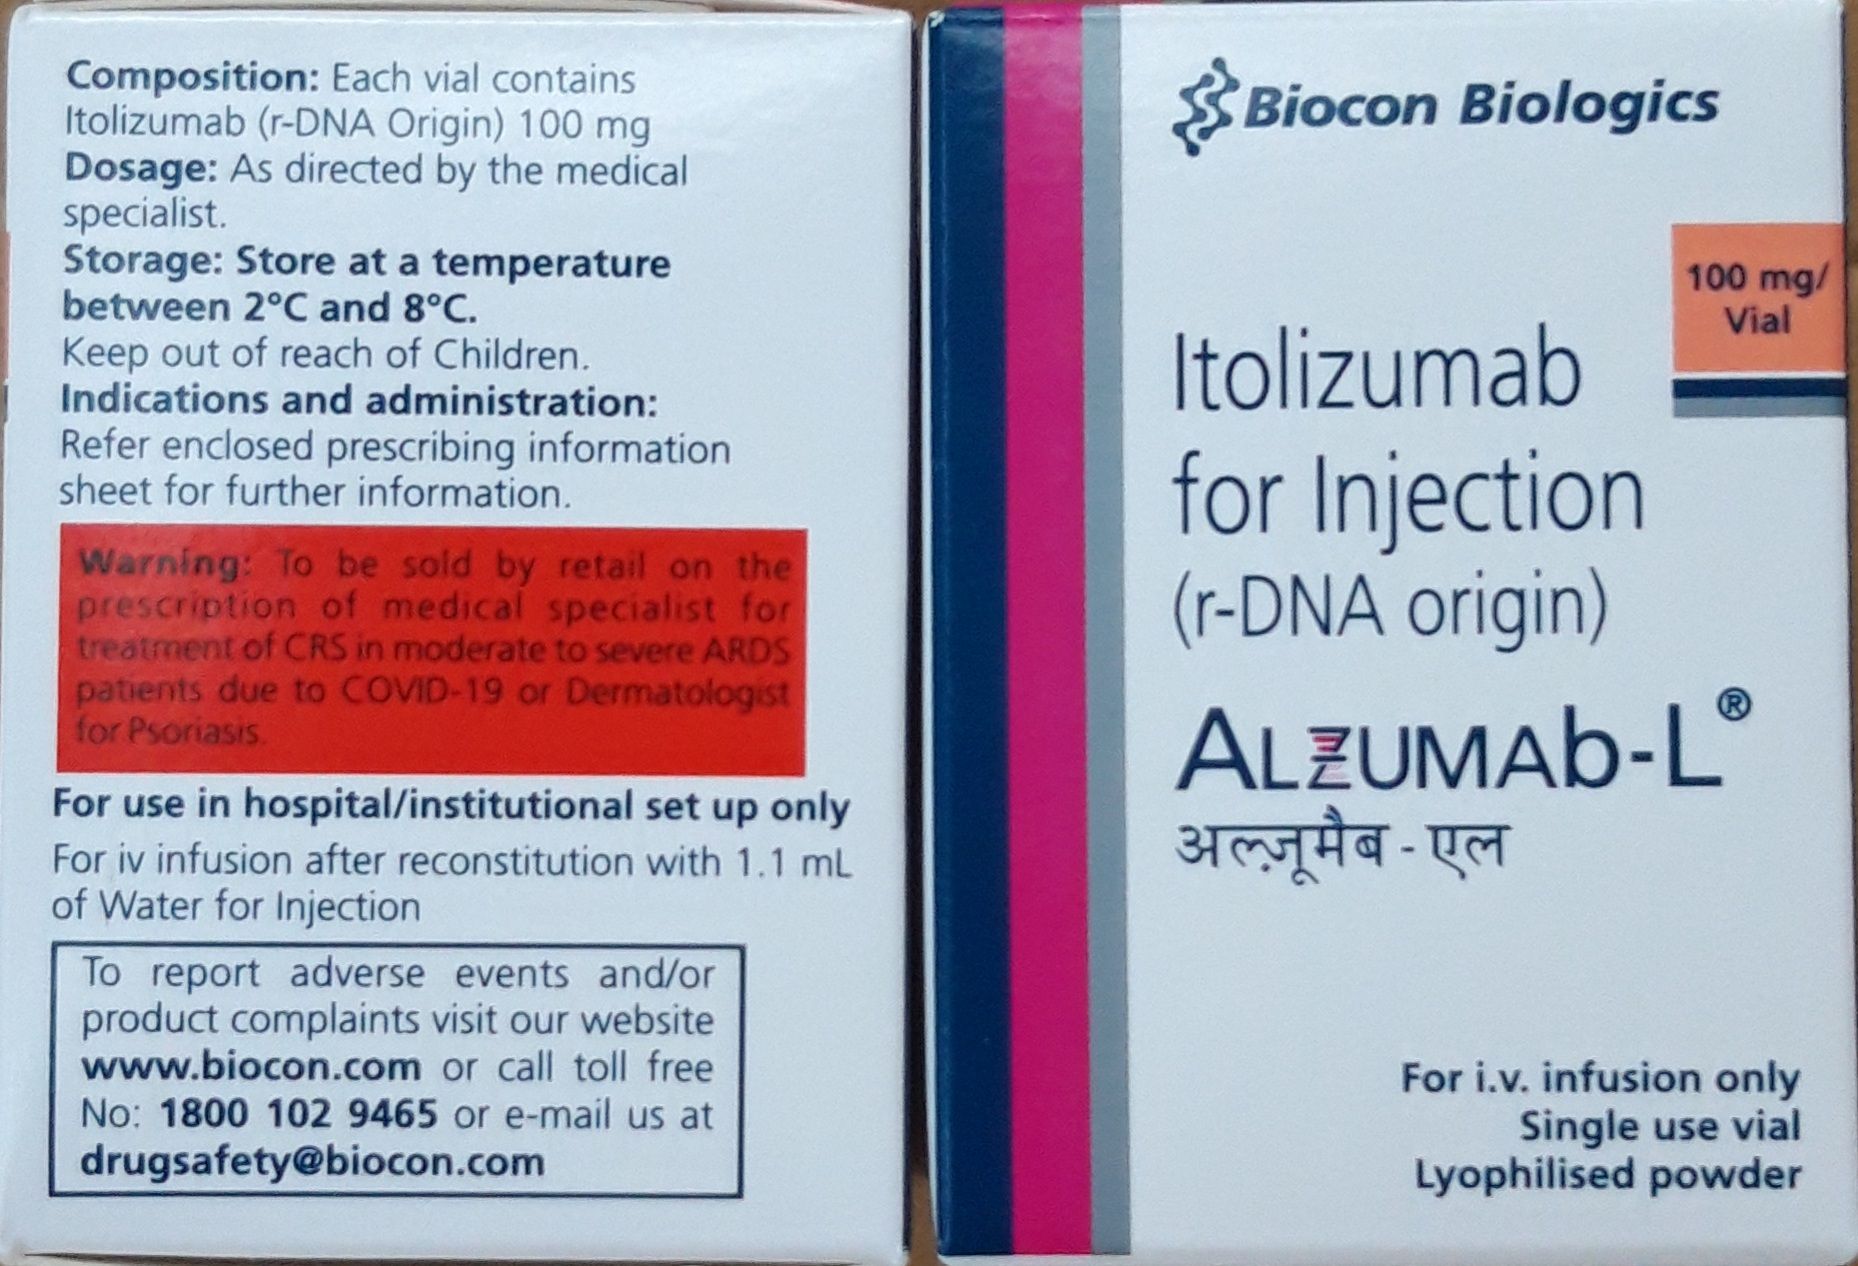 Composition: Each vial contains
Itolizumab (r-DNA Origin) 100 mg
Dosage: As directed by the medical
specialist.
Storage: Store at a temperature
between 2°C and 8°C.
Keep out of reach of Children.
Indications and administration:
Refer enclosed prescribing information
sheet for further information.
Warning: To be sold by retail on the
prescription of medical specialist for
treatment of CRS in moderate to severe ARDS
patients due to COVID-19 or Dermatologist
for Psoriasis.
For use in hospital/institutional set up only
For iv infusion after reconstitution with 1.1 mL
of Water for Injection
To report adverse events and/or
product complaints visit our website
www.biocon.com or call toll free
No: 1800 102 9465 or e-mail us at
drugsafety@biocon.com
Biocon Biologics
100 mg/
Vial
Itolizumab
for Injection
(r-DNA origin)
ALZUMAb-L®
अल्ज़ूमैब - एल
For i.v. infusion only
Single use vial
Lyophilised powder